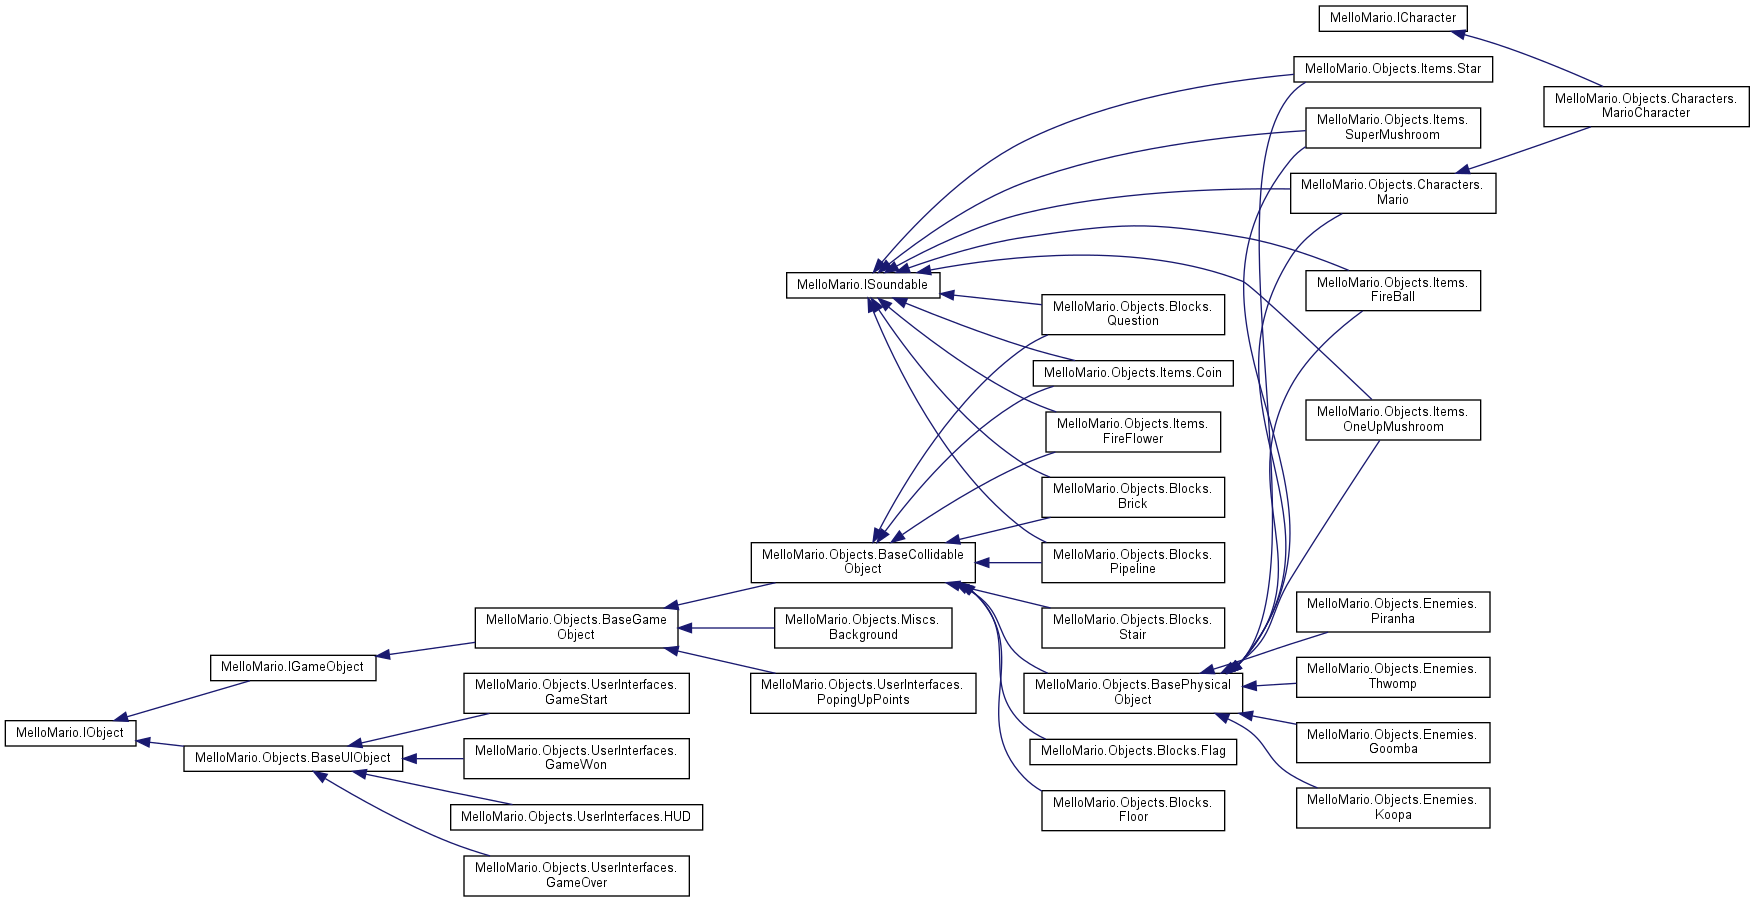 MelloMario.ICharacter
MelloMario.Objects.Items.Star
MelloMario.Objects.Characters.
MarioCharacter
MelloMario.Objects.Items.
SuperMushroom
MelloMario.Objects.Characters.
Mario
MelloMario.ISoundable
MelloMario.Objects.Items.
FireBall
MelloMario.Objects.Blocks.
Question
MelloMario.Objects.Items.Coin
MelloMario.Objects.Items.
FireFlower
MelloMario.Objects.Items.
OneUpMushroom
MelloMario.Objects.Blocks.
Brick
MelloMario.Objects.BaseCollidable
Object
MelloMario.Objects.Blocks.
Pipeline
MelloMario.Objects.BaseGame
Object
MelloMario.Objects.Miscs.
Background
MelloMario.Objects.Blocks.
Stair
MelloMario.Objects.Enemies.
Piranha
MelloMario.IGameObject
MelloMario.Objects.UserInterfaces.
GameStart
MelloMario.Objects.UserInterfaces.
PopingUpPoints
MelloMario.Objects.BasePhysical
Object
MelloMario.Objects.Enemies.
Thwomp
MelloMario.IObject
MelloMario.Objects.BaseUIObject
MelloMario.Objects.UserInterfaces.
GameWon
MelloMario.Objects.Blocks.Flag
MelloMario.Objects.Enemies.
Goomba
MelloMario.Objects.UserInterfaces.HUD
MelloMario.Objects.Blocks.
Floor
MelloMario.Objects.Enemies.
Koopa
MelloMario.Objects.UserInterfaces.
GameOver